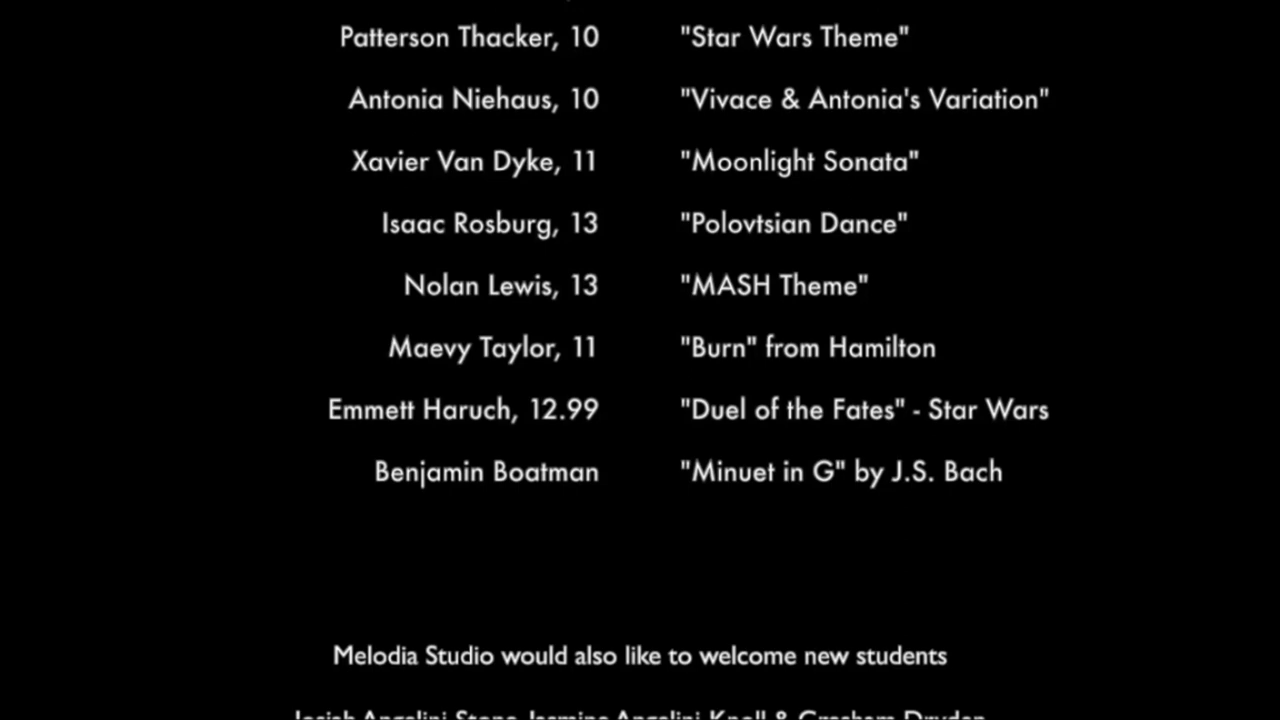 Patterson Thacker, 10 "Star Wars Theme"
Antonia Niehaus, 10 "Vivace & Antonia's Variation"
Xavier Van Dyke, 11 "Moonlight Sonata"
Isaac Rosburg, 13 "Polovtsian Dance"
Nolan Lewis, 13 "MASH Theme"
Maevy Taylor, 11 "Burn" from Hamilton
Emmett Haruch, 12.99 "Duel of the Fates" - Star Wars
Benjamin Boatman "Minuet in G" by J.S. Bach
Melodia Studio would also like to welcome new students